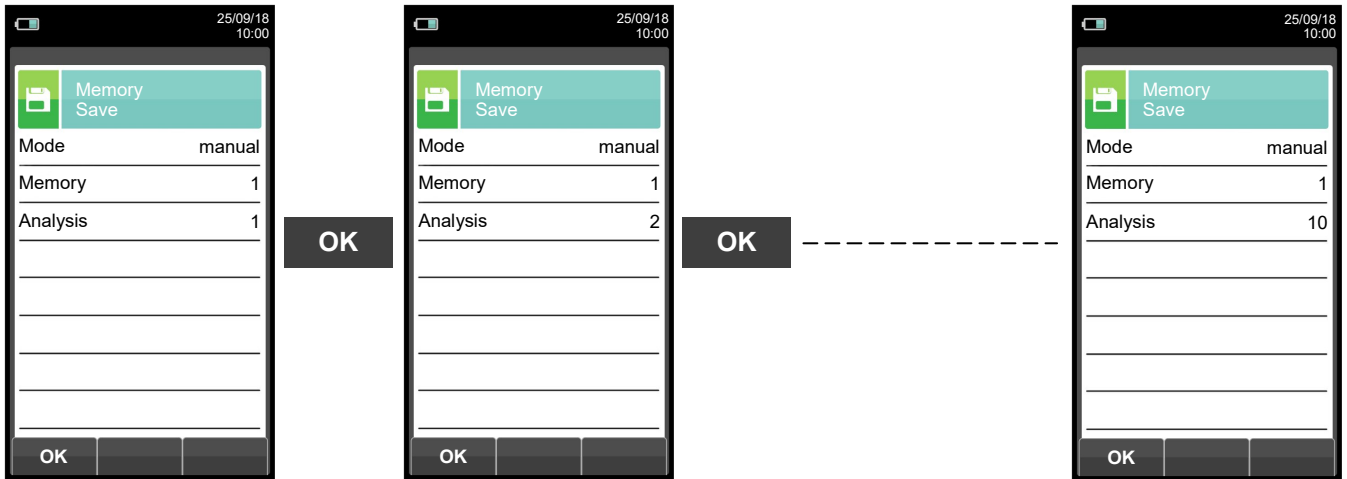 25/09/18
10:00
Memory
Save
Mode manual
Memory 1
Analysis 1
OK
OK
25/09/18
10:00
Memory
Save
Mode manual
Memory 1
Analysis 2
OK
OK
25/09/18
10:00
Memory
Save
Mode manual
Memory 1
Analysis 10
OK